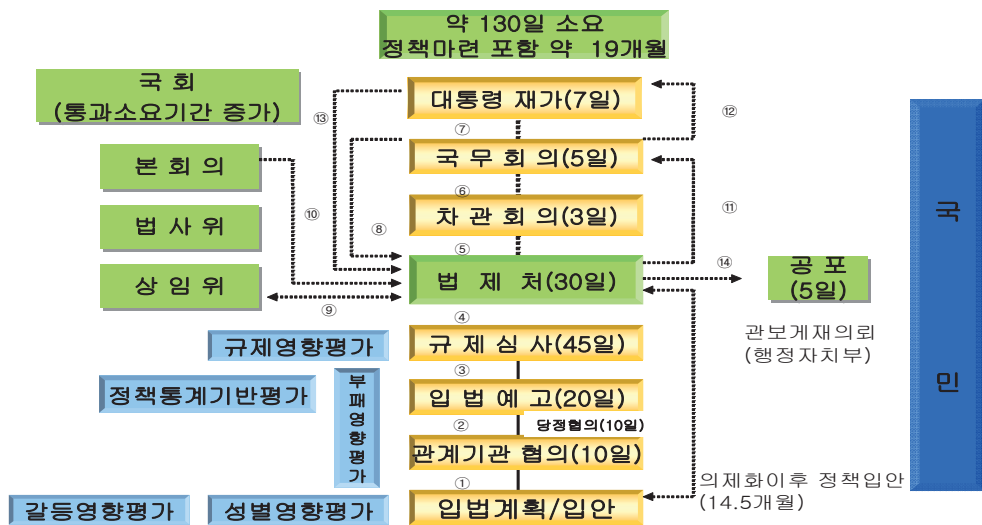 약 130일 소요
정책마련 포함 약 19개월
국 회
(통과소요기간 증가)
본 회 의
법 사 위
상 임 위
대통령 재가(7일)
⑦
국 무 회 의(5일)
⑥
차 관 회 의(3일)
⑤
법 제 처(30일)
④
규 제 심 사(45일)
③
입 법 예 고(20일)
②
당정협의(10일)
관계기관 협의(10일)
①
입법계획/입안
⑬
⑩
⑧
⑨
⑫
⑪
⑭
공 포
(5일)
관보게재의뢰
(행정자치부)
의제화이후 정책입안
(14.5개월)
규제영향평가
정책통계기반평가
부
패
영
향
평
가
갈등영향평가
성별영향평가
국
민